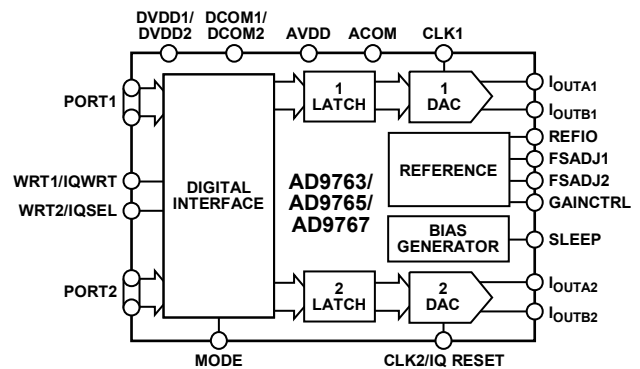 DVDD1/
DVDD2
DCOM1/
DCOM2
AVDD
ACOM
CLK1
PORT1
WRT1/IQWRT
WRT2/IQSEL
PORT2
DIGITAL
INTERFACE
1
LATCH
1
DAC
IOUTA1
IOUTB1
REFERENCE
REFIO
FSADJ1
FSADJ2
GAINCTRL
AD9763/
AD9765/
AD9767
BIAS
GENERATOR
SLEEP
2
LATCH
2
DAC
IOUTA2
IOUTB2
MODE
CLK2/IQ RESET